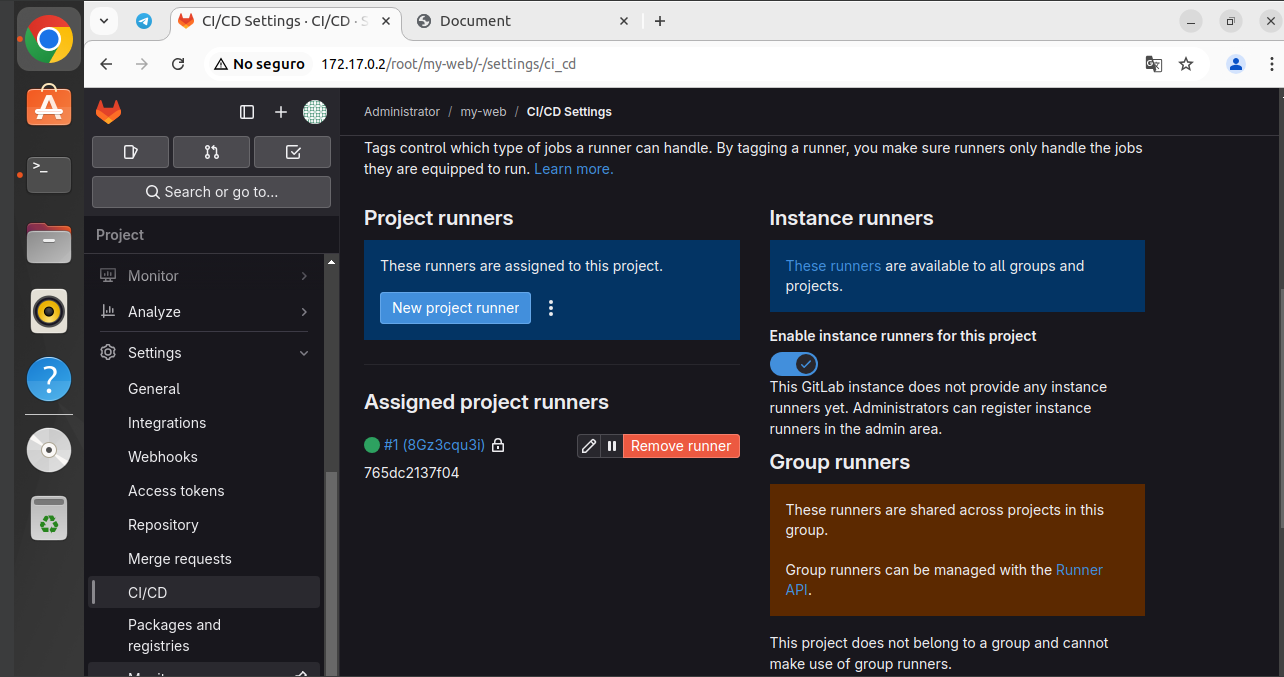 CI/CD Settings · CI/CD · S
Document
No seguro
172.17.0.2/root/my-web/-/settings/ci_cd
Search or go to...
Project
Monitor
Analyze
Settings
General
Integrations
Webhooks
Access tokens
Repository
Merge requests
CI/CD
Packages and
registries
Administrator / my-web / CI/CD Settings
Tags control which type of jobs a runner can handle. By tagging a runner, you make sure runners only handle the jobs
they are equipped to run. Learn more.
Project runners
These runners are assigned to this project.
New project runner
Assigned project runners
#1 (8Gz3cqu3i)
Remove runner
765dc2137f04
Instance runners
These runners are available to all groups and
projects.
Enable instance runners for this project
This GitLab instance does not provide any instance
runners yet. Administrators can register instance
runners in the admin area.
Group runners
These runners are shared across projects in this
group.
Group runners can be managed with the Runner
API.
This project does not belong to a group and cannot
make use of group runners.